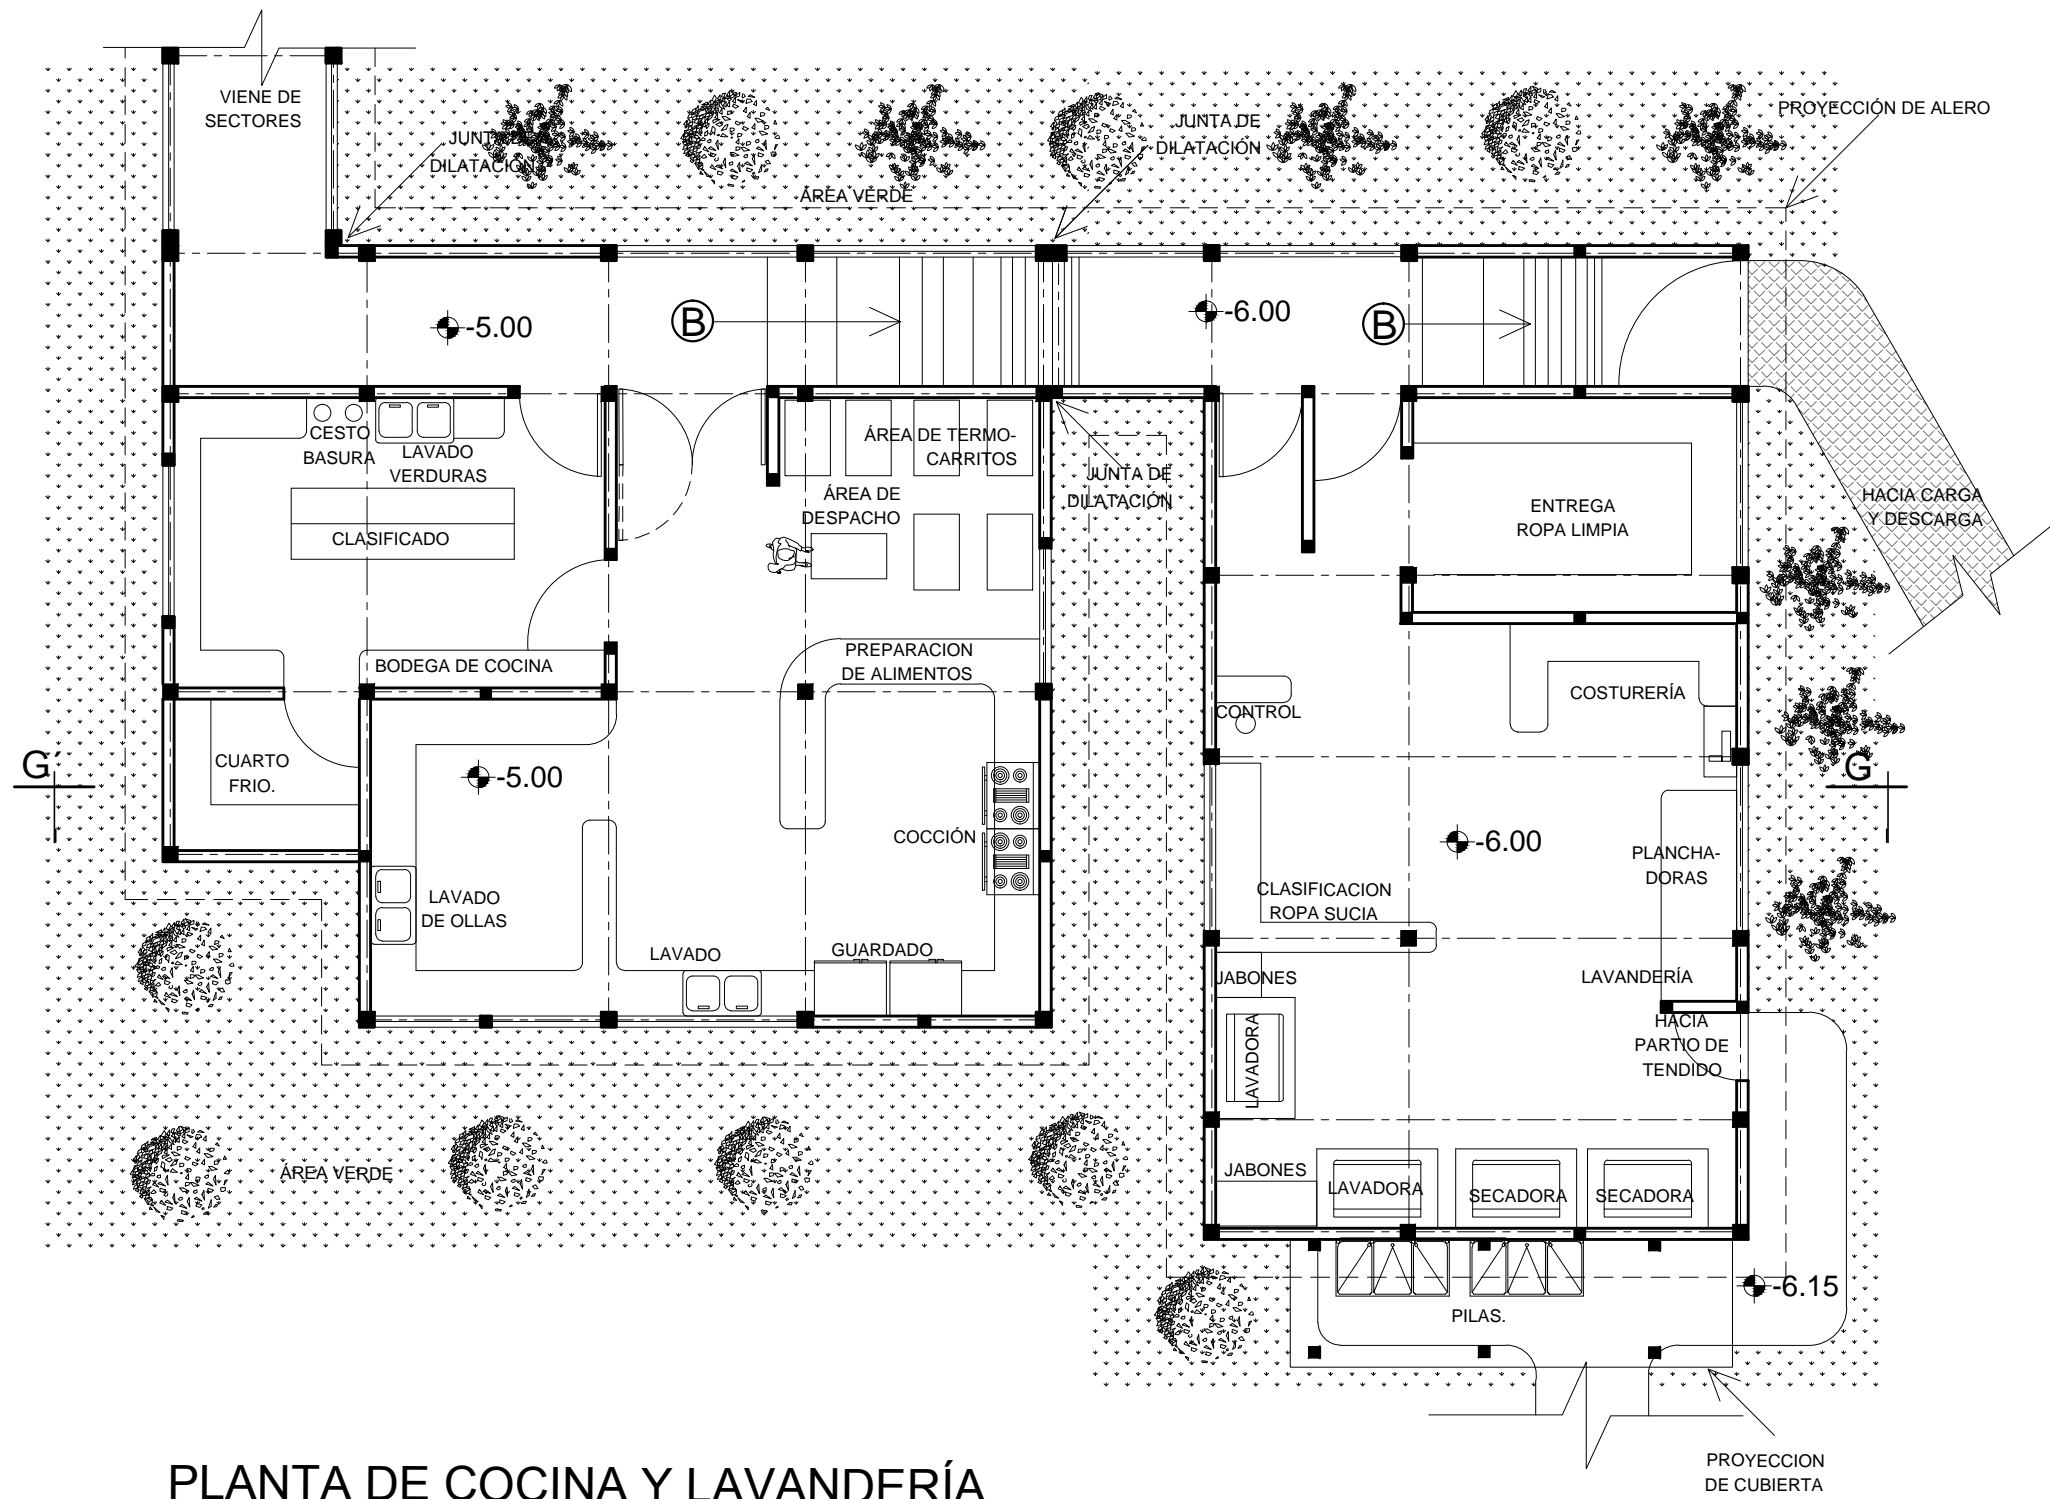 VIENE DE
SECTORES
JUNTA DE
DILATACIÓN
JUNTA DE
DILATACIÓN
PROYECCIÓN DE ALERO
ÁREA VERDE
-5.00
B
-6.00
B
CESTO
BASURA
LAVADO
VERDURAS
CLASIFICADO
ÁREA DE TERMO-
CARRITOS
ÁREA DE
DESPACHO
JUNTA DE
DILATACIÓN
ENTREGA
ROPA LIMPIA
HACIA CARGA
Y DESCARGA
BODEGA DE COCINA
PREPARACION
DE ALIMENTOS
CONTROL
COSTURERÍA
G´
CUARTO
FRIO.
-5.00
COCCIÓN
-6.00
G
PLANCHA-
DORAS
LAVADO
DE OLLAS
CLASIFICACION
ROPA SUCIA
LAVADO
GUARDADO
JABONES
LAVANDERÍA
LAVADORA
HACIA
PARTIO DE
TENDIDO
ÁREA VERDE
JABONES
LAVADORA
SECADORA
SECADORA
-6.15
PILAS.
PROYECCION
DE CUBIERTA
PLANTA DE COCINA Y LAVANDERÍA